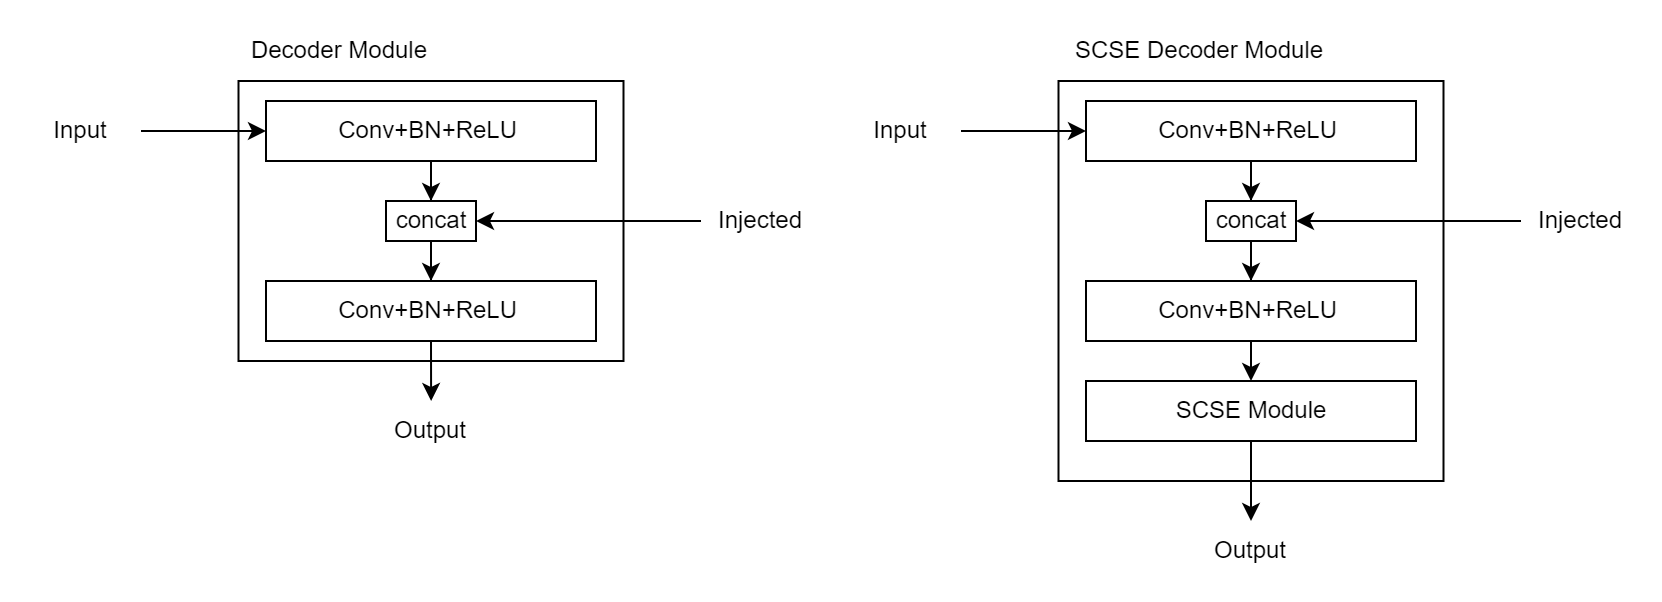 Decoder Module
Input
Conv+BN+ReLU
concat
Injected
Conv+BN+ReLU
Output
SCSE Decoder Module
Input
Conv+BN+ReLU
concat
Injected
Conv+BN+ReLU
SCSE Module
Output